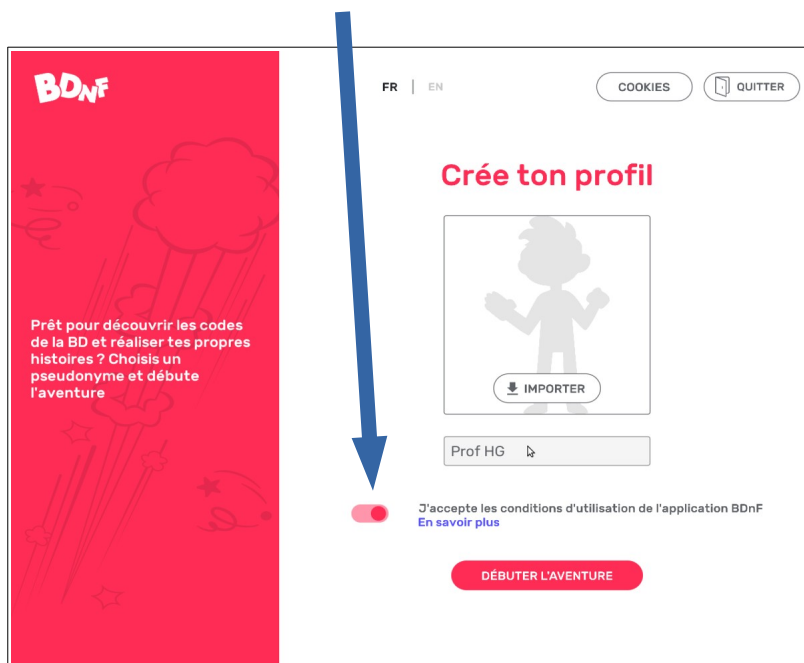 BDnF
FR | EN
COOKIES
QUITTER
Crée ton profil
IMPORTER
Prêt pour découvrir les codes
de la BD et réaliser tes propres
histoires ? Choisis un
pseudonyme et débute
l'aventure
Prof HG
J'accepte les conditions d'utilisation de l'application BDnF
En savoir plus
DÉBUTER L'AVENTURE